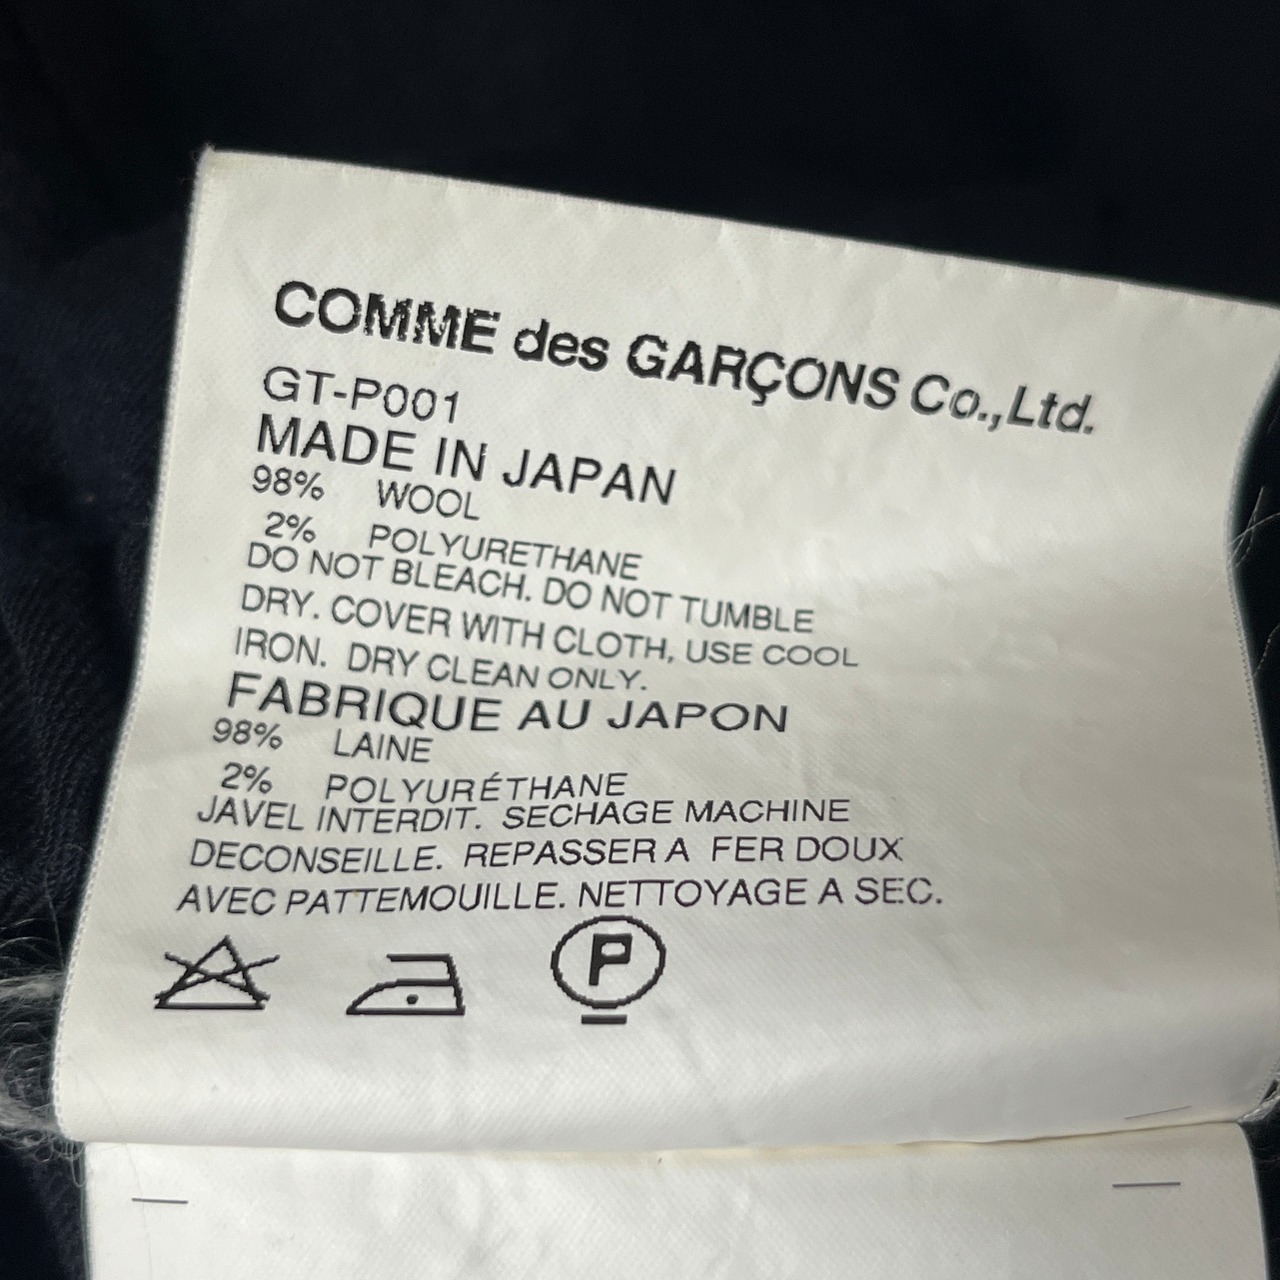 COMME des GARÇONS Co.,Ltd.
GT-P001
MADE IN JAPAN
98% WOOL
2% POLYURETHANE
DO NOT BLEACH. DO NOT TUMBLE
DRY. COVER WITH CLOTH, USE COOL
IRON. DRY CLEAN ONLY.
FABRIQUE AU JAPON
98% LAINE
2% POLYURÉTHANE
JAVEL INTERDIT. SECHAGE MACHINE
DECONSEILLE. REPASSER A FER DOUX
AVEC PATTEMOUILLE. NETTOYAGE A SEC.
P